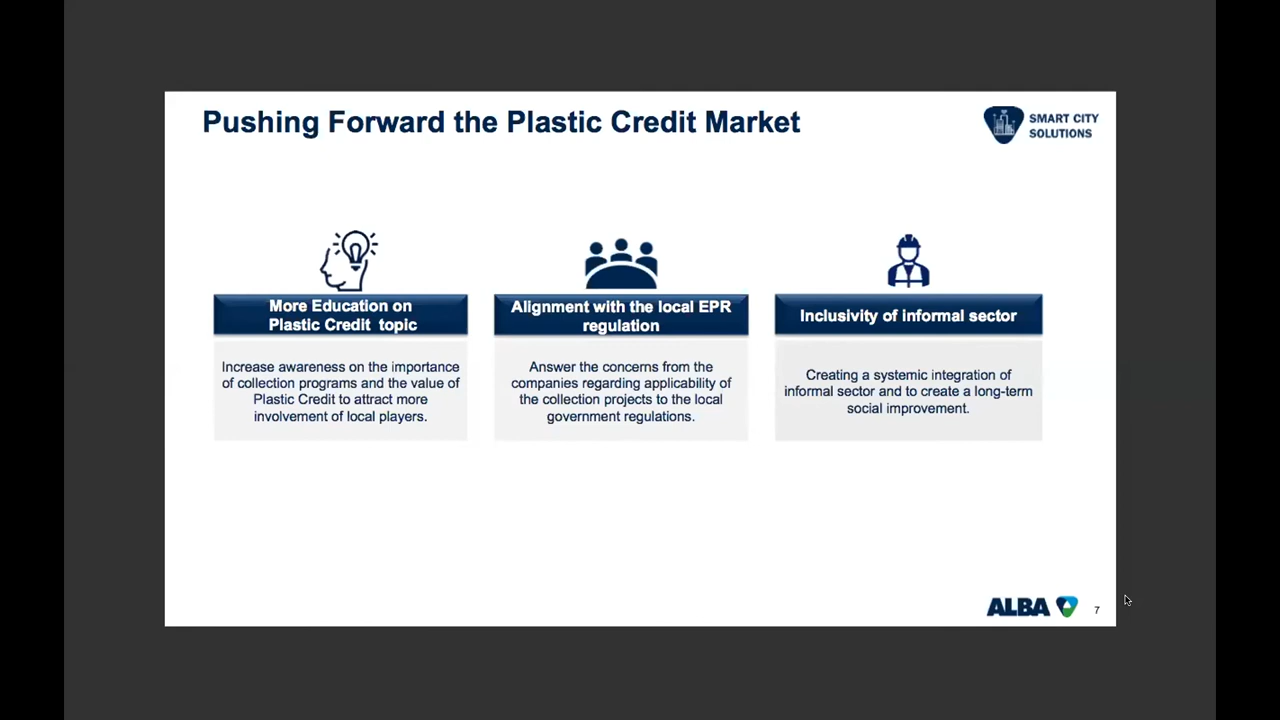 Pushing Forward the Plastic Credit Market
SMART CITY
SOLUTIONS
More Education on
Plastic Credit topic
Increase awareness on the importance
of collection programs and the value of
Plastic Credit to attract more
involvement of local players.
Alignment with the local EPR
regulation
Answer the concerns from the
companies regarding applicability of
the collection projects to the local
government regulations.
Inclusivity of informal sector
Creating a systemic integration of
informal sector and to create a long-term
social improvement.
ALBA
7